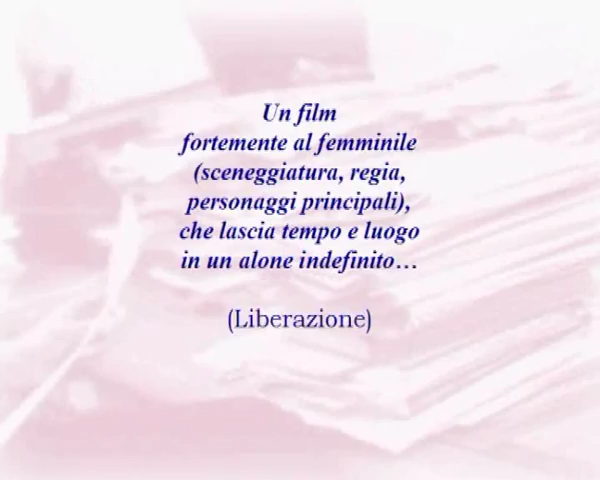 Un film
fortemente al femminile
(sceneggiatura, regia,
personaggi principali),
che lascia tempo e luogo
in un alone indefinito…
(Liberazione)